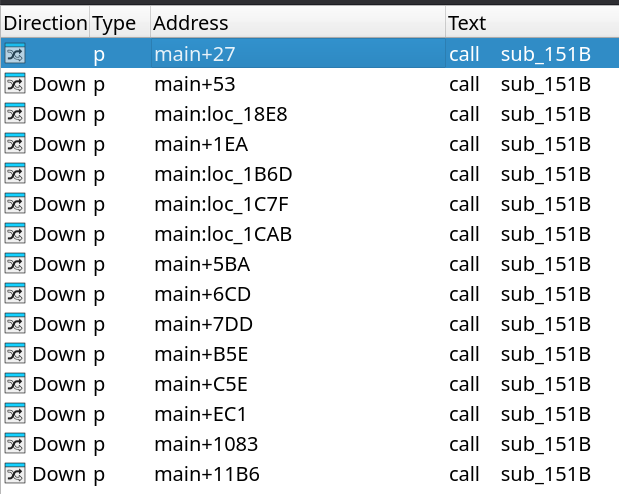 Direction Type Address Text
p main+27 call sub_151B
Down p main+53 call sub_151B
Down p main:loc_18E8 call sub_151B
Down p main+1EA call sub_151B
Down p main:loc_1B6D call sub_151B
Down p main:loc_1C7F call sub_151B
Down p main:loc_1CAB call sub_151B
Down p main+5BA call sub_151B
Down p main+6CD call sub_151B
Down p main+7DD call sub_151B
Down p main+B5E call sub_151B
Down p main+C5E call sub_151B
Down p main+EC1 call sub_151B
Down p main+1083 call sub_151B
Down p main+11B6 call sub_151B